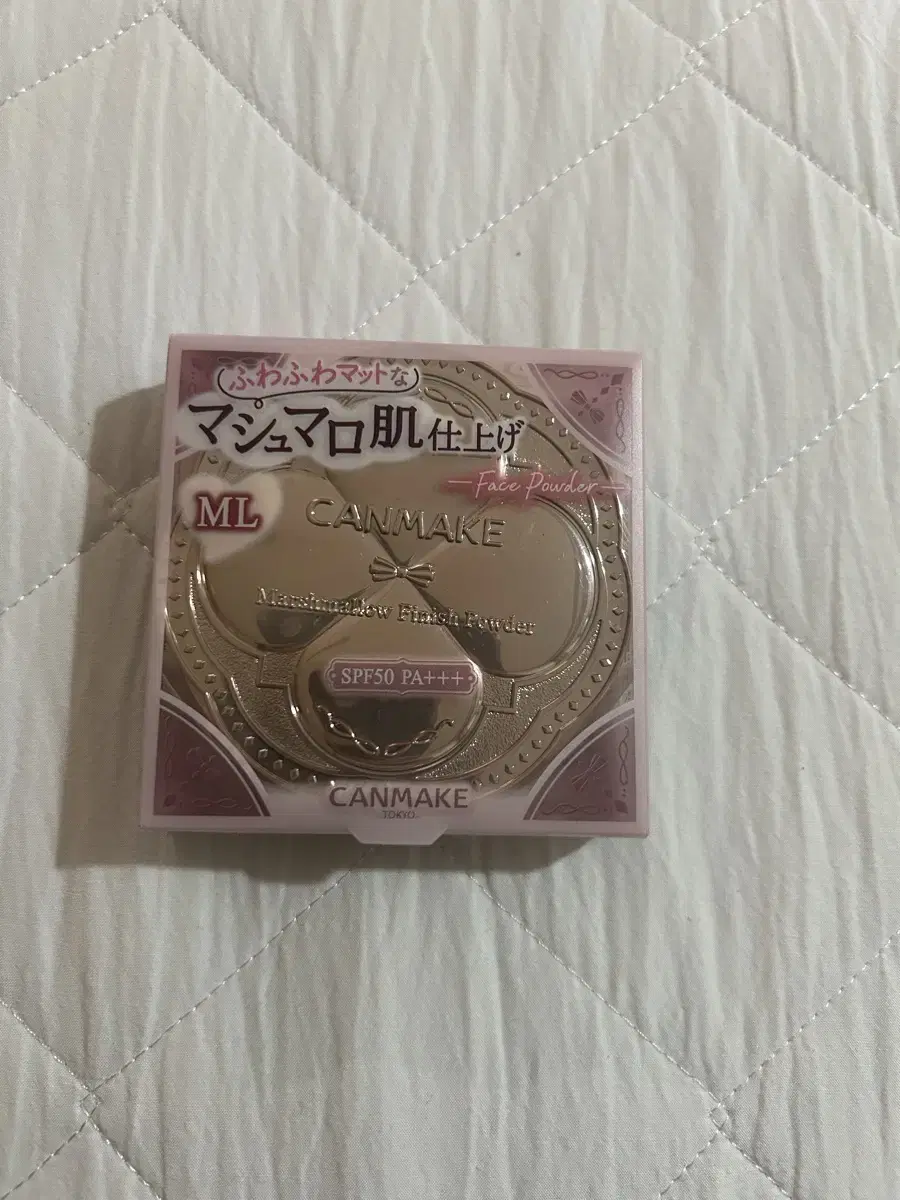 ふわふわマットな
マシュマロ肌仕上げ
Face Powder
ML
CANMAKE
Marshmallow Finish Powder
SPF50 PA+++
CANMAKE
TOKYO